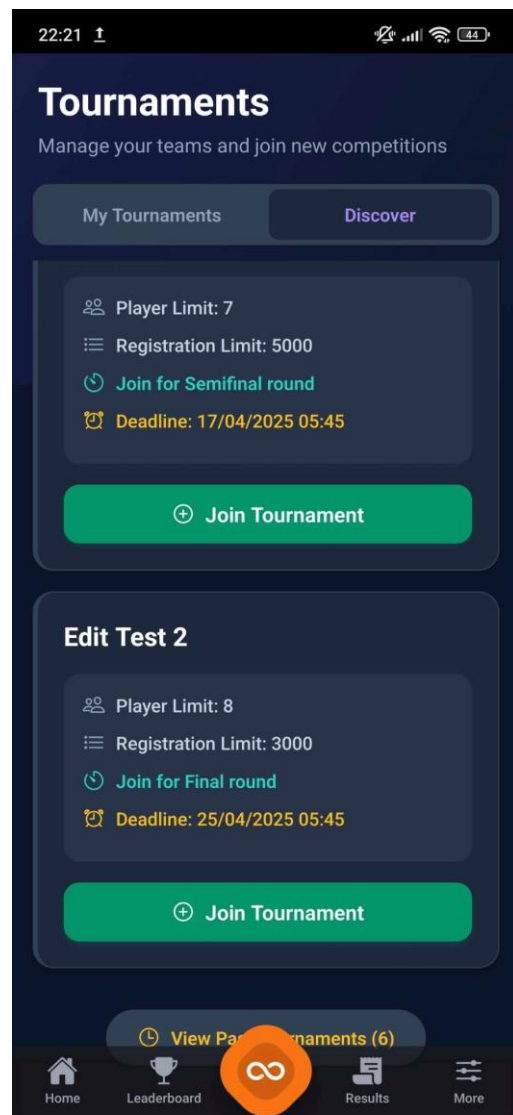 22:21
44
Tournaments
Manage your teams and join new competitions
My Tournaments
Discover
Player Limit: 7
Registration Limit: 5000
Join for Semifinal round
Deadline: 17/04/2025 05:45
Join Tournament
Edit Test 2
Player Limit: 8
Registration Limit: 3000
Join for Final round
Deadline: 25/04/2025 05:45
Join Tournament
View (6)
Home
Leaderboard
Results
More